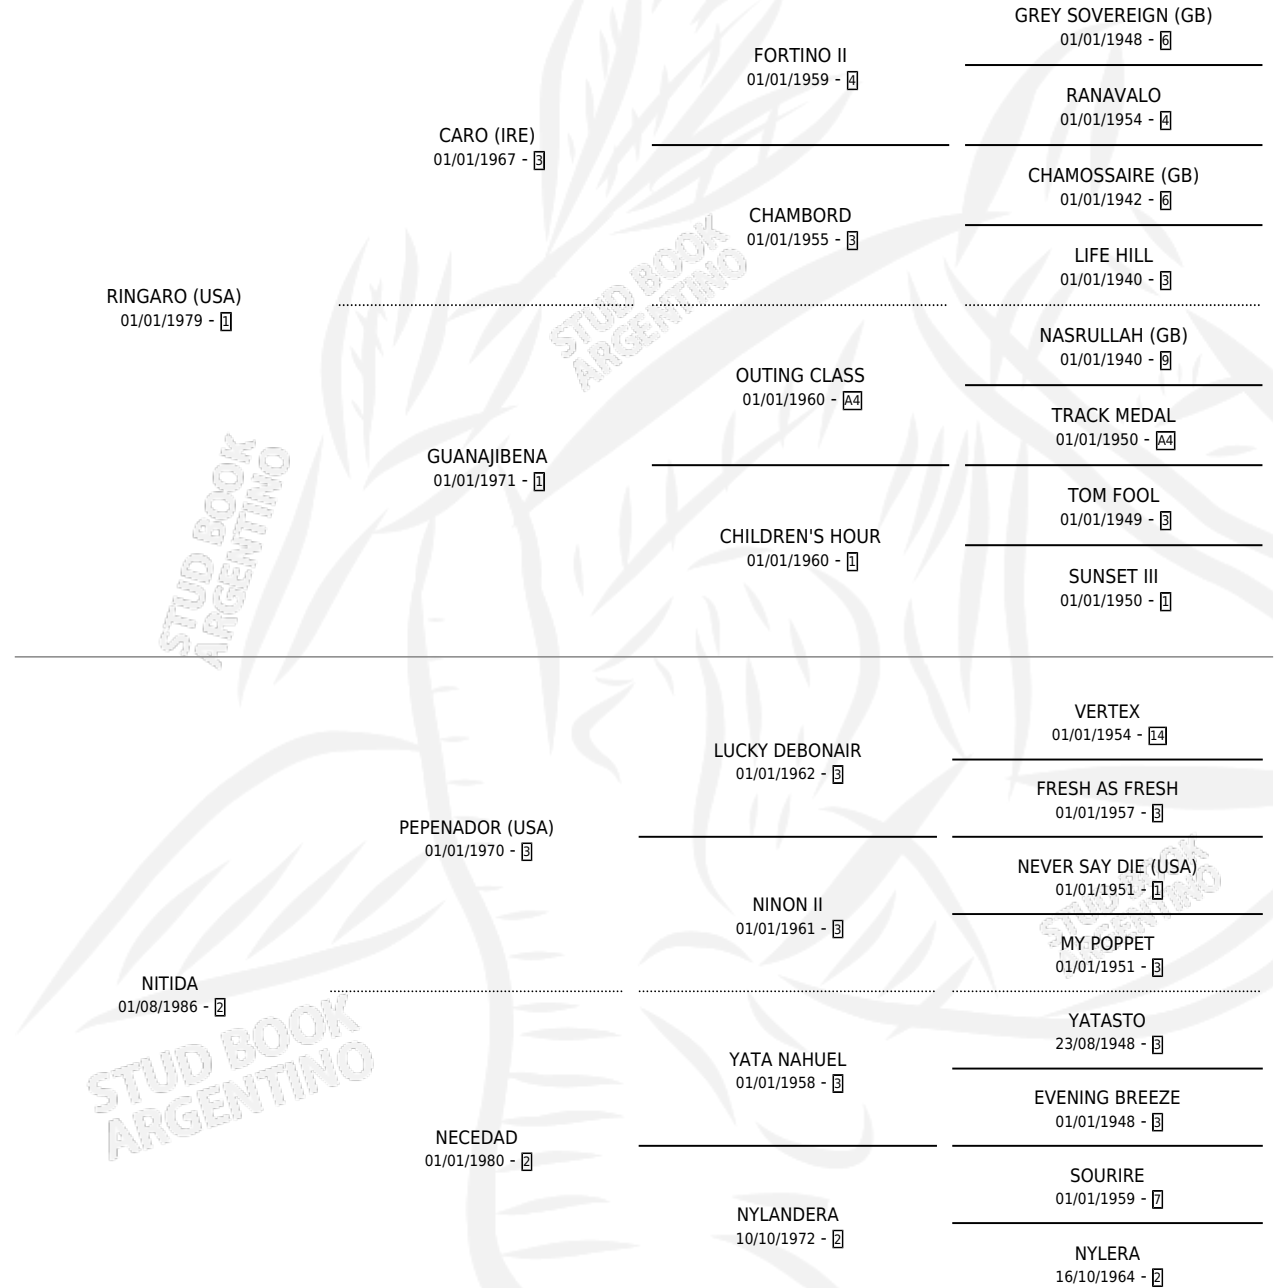 GREY SOVEREIGN (GB)
01/01/1948 - 6
FORTINO II
01/01/1959 - 4
RANAVALO
01/01/1954 - 4
CARO (IRE)
01/01/1967 - 3
CHAMOSSAIRE (GB)
01/01/1942 - 6
CHAMBORD
01/01/1955 - 3
LIFE HILL
01/01/1940 - 3
RINGARO (USA)
01/01/1979 - 1
NASRULLAH (GB)
01/01/1940 - 9
OUTING CLASS
01/01/1960 - A4
TRACK MEDAL
01/01/1950 - A4
GUANAJIBENA
01/01/1971 - 1
TOM FOOL
01/01/1949 - 3
CHILDREN'S HOUR
01/01/1960 - 1
SUNSET III
01/01/1950 - 1
VERTEX
01/01/1954 - 14
LUCKY DEBONAIR
01/01/1962 - 3
FRESH AS FRESH
01/01/1957 - 3
PEPENADOR (USA)
01/01/1970 - 3
NEVER SAY DIE (USA)
01/01/1951 - 1
NINON II
01/01/1961 - 3
MY POPPET
01/01/1951 - 3
NITIDA
01/08/1986 - 2
YATASTO
23/08/1948 - 3
YATA NAHUEL
01/01/1958 - 3
EVENING BREEZE
01/01/1948 - 3
NECEDAD
01/01/1980 - 2
SOURIRE
01/01/1959 - 7
NYLANDERA
10/10/1972 - 2
NYLERA
16/10/1964 - 2
STUD BOOK
ARGENTINO
STUD BOOK
ARGENTINO
STUD BOOK
ARGENTINO
STUD BOOK
ARGENTINO